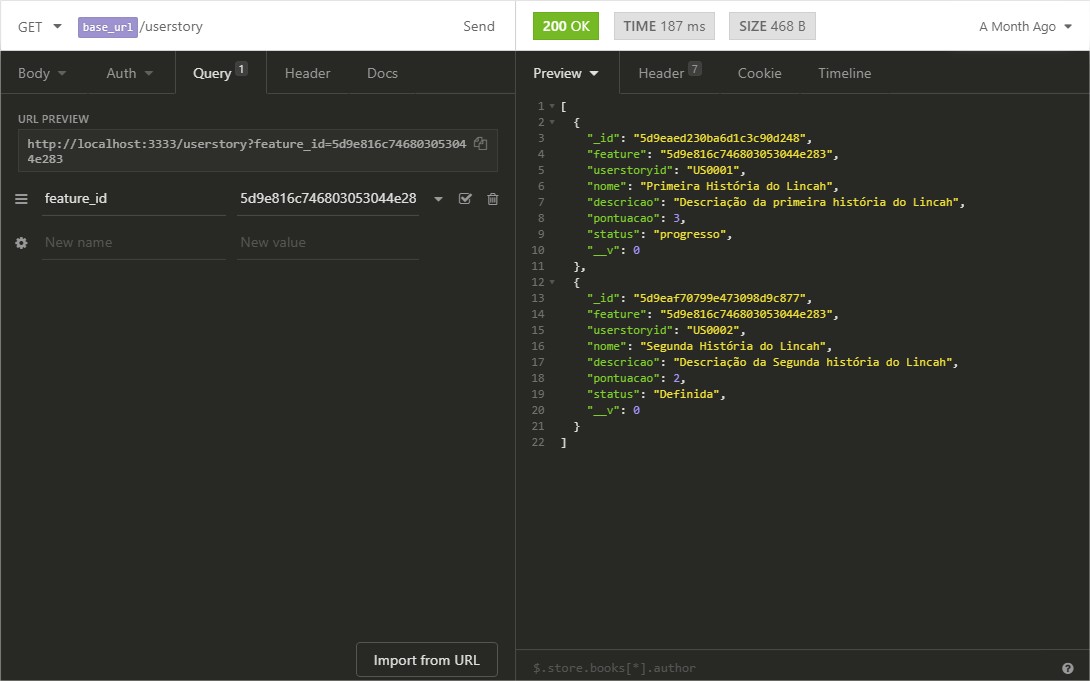 GET base_url/userstory Send
200 OK TIME 187 ms SIZE 468 B A Month Ago
Body Auth Query 1 Header Docs
Preview Header 7 Cookie Timeline
URL PREVIEW
http://localhost:3333/userstory?feature_id=5d9e816c74680305304
4e283
feature_id 5d9e816c746803053044e28
New name New value
Import from URL
1 [
2 {
3 "_id": "5d9eaed230ba6d1c3c90d248",
4 "feature": "5d9e816c746803053044e283",
5 "userstoryid": "US0001",
6 "nome": "Primeira História do Lincah",
7 "descricao": "Descriação da primeira história do Lincah",
8 "pontuacao": 3,
9 "status": "progresso",
10 "__v": 0
11 },
12 {
13 "_id": "5d9eaf70799e473098d9c877",
14 "feature": "5d9e816c746803053044e283",
15 "userstoryid": "US0002",
16 "nome": "Segunda História do Lincah",
17 "descricao": "Descriação da Segunda história do Lincah",
18 "pontuacao": 2,
19 "status": "Definida",
20 "__v": 0
21 }
22 ]
$.store.books[*].author